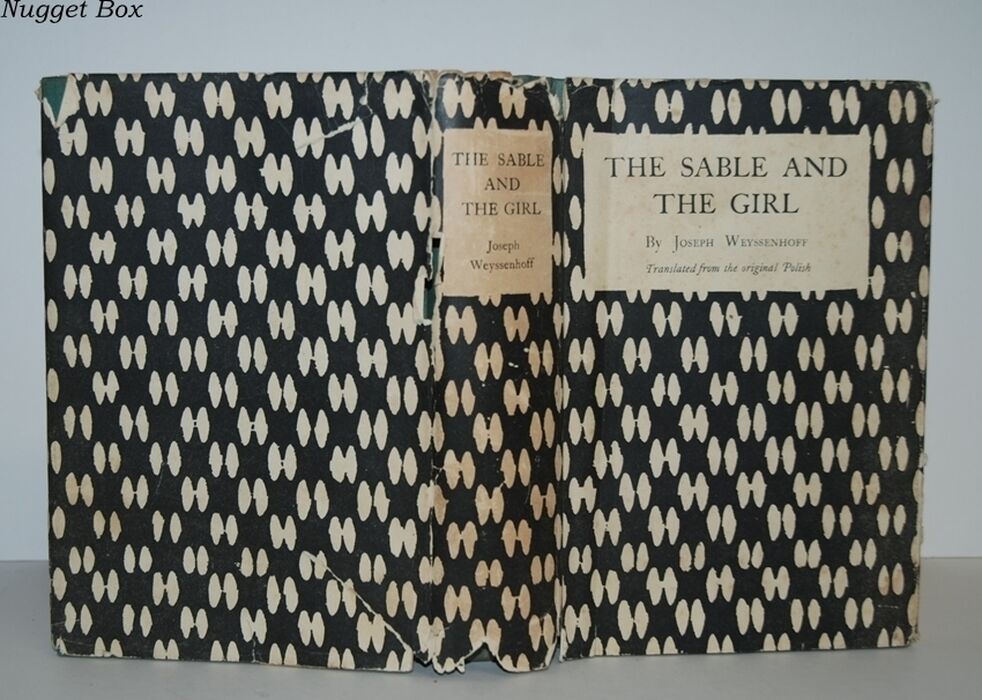 Nugget Box
THE SABLE
AND
THE GIRL
Joseph
Weyssenhoff
THE SABLE AND
THE GIRL
By Joseph Weyssenhoff
Translated from the original Polish